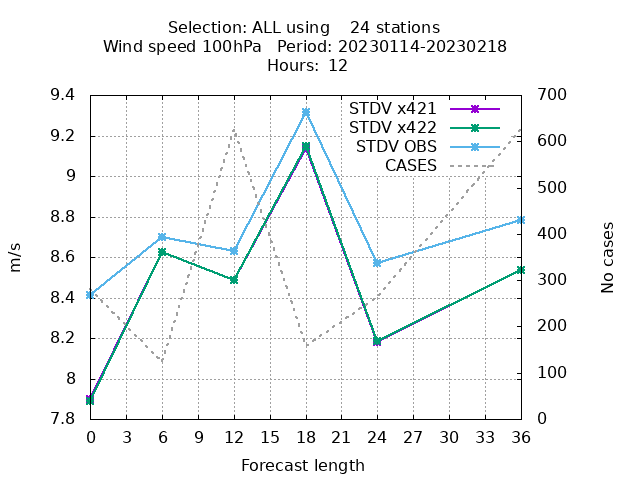 Selection: ALL using    24 stations
Wind speed 100hPa   Period: 20230114-20230218
Hours:  12
9.4
9.2
9
8.8
8.6
8.4
8.2
8
7.8
m/s
STDV x421
STDV x422
STDV OBS
CASES
700
600
500
400
300
200
100
0
No cases
0 3 6 9 12 15 18 21 24 27 30 33 36
Forecast length